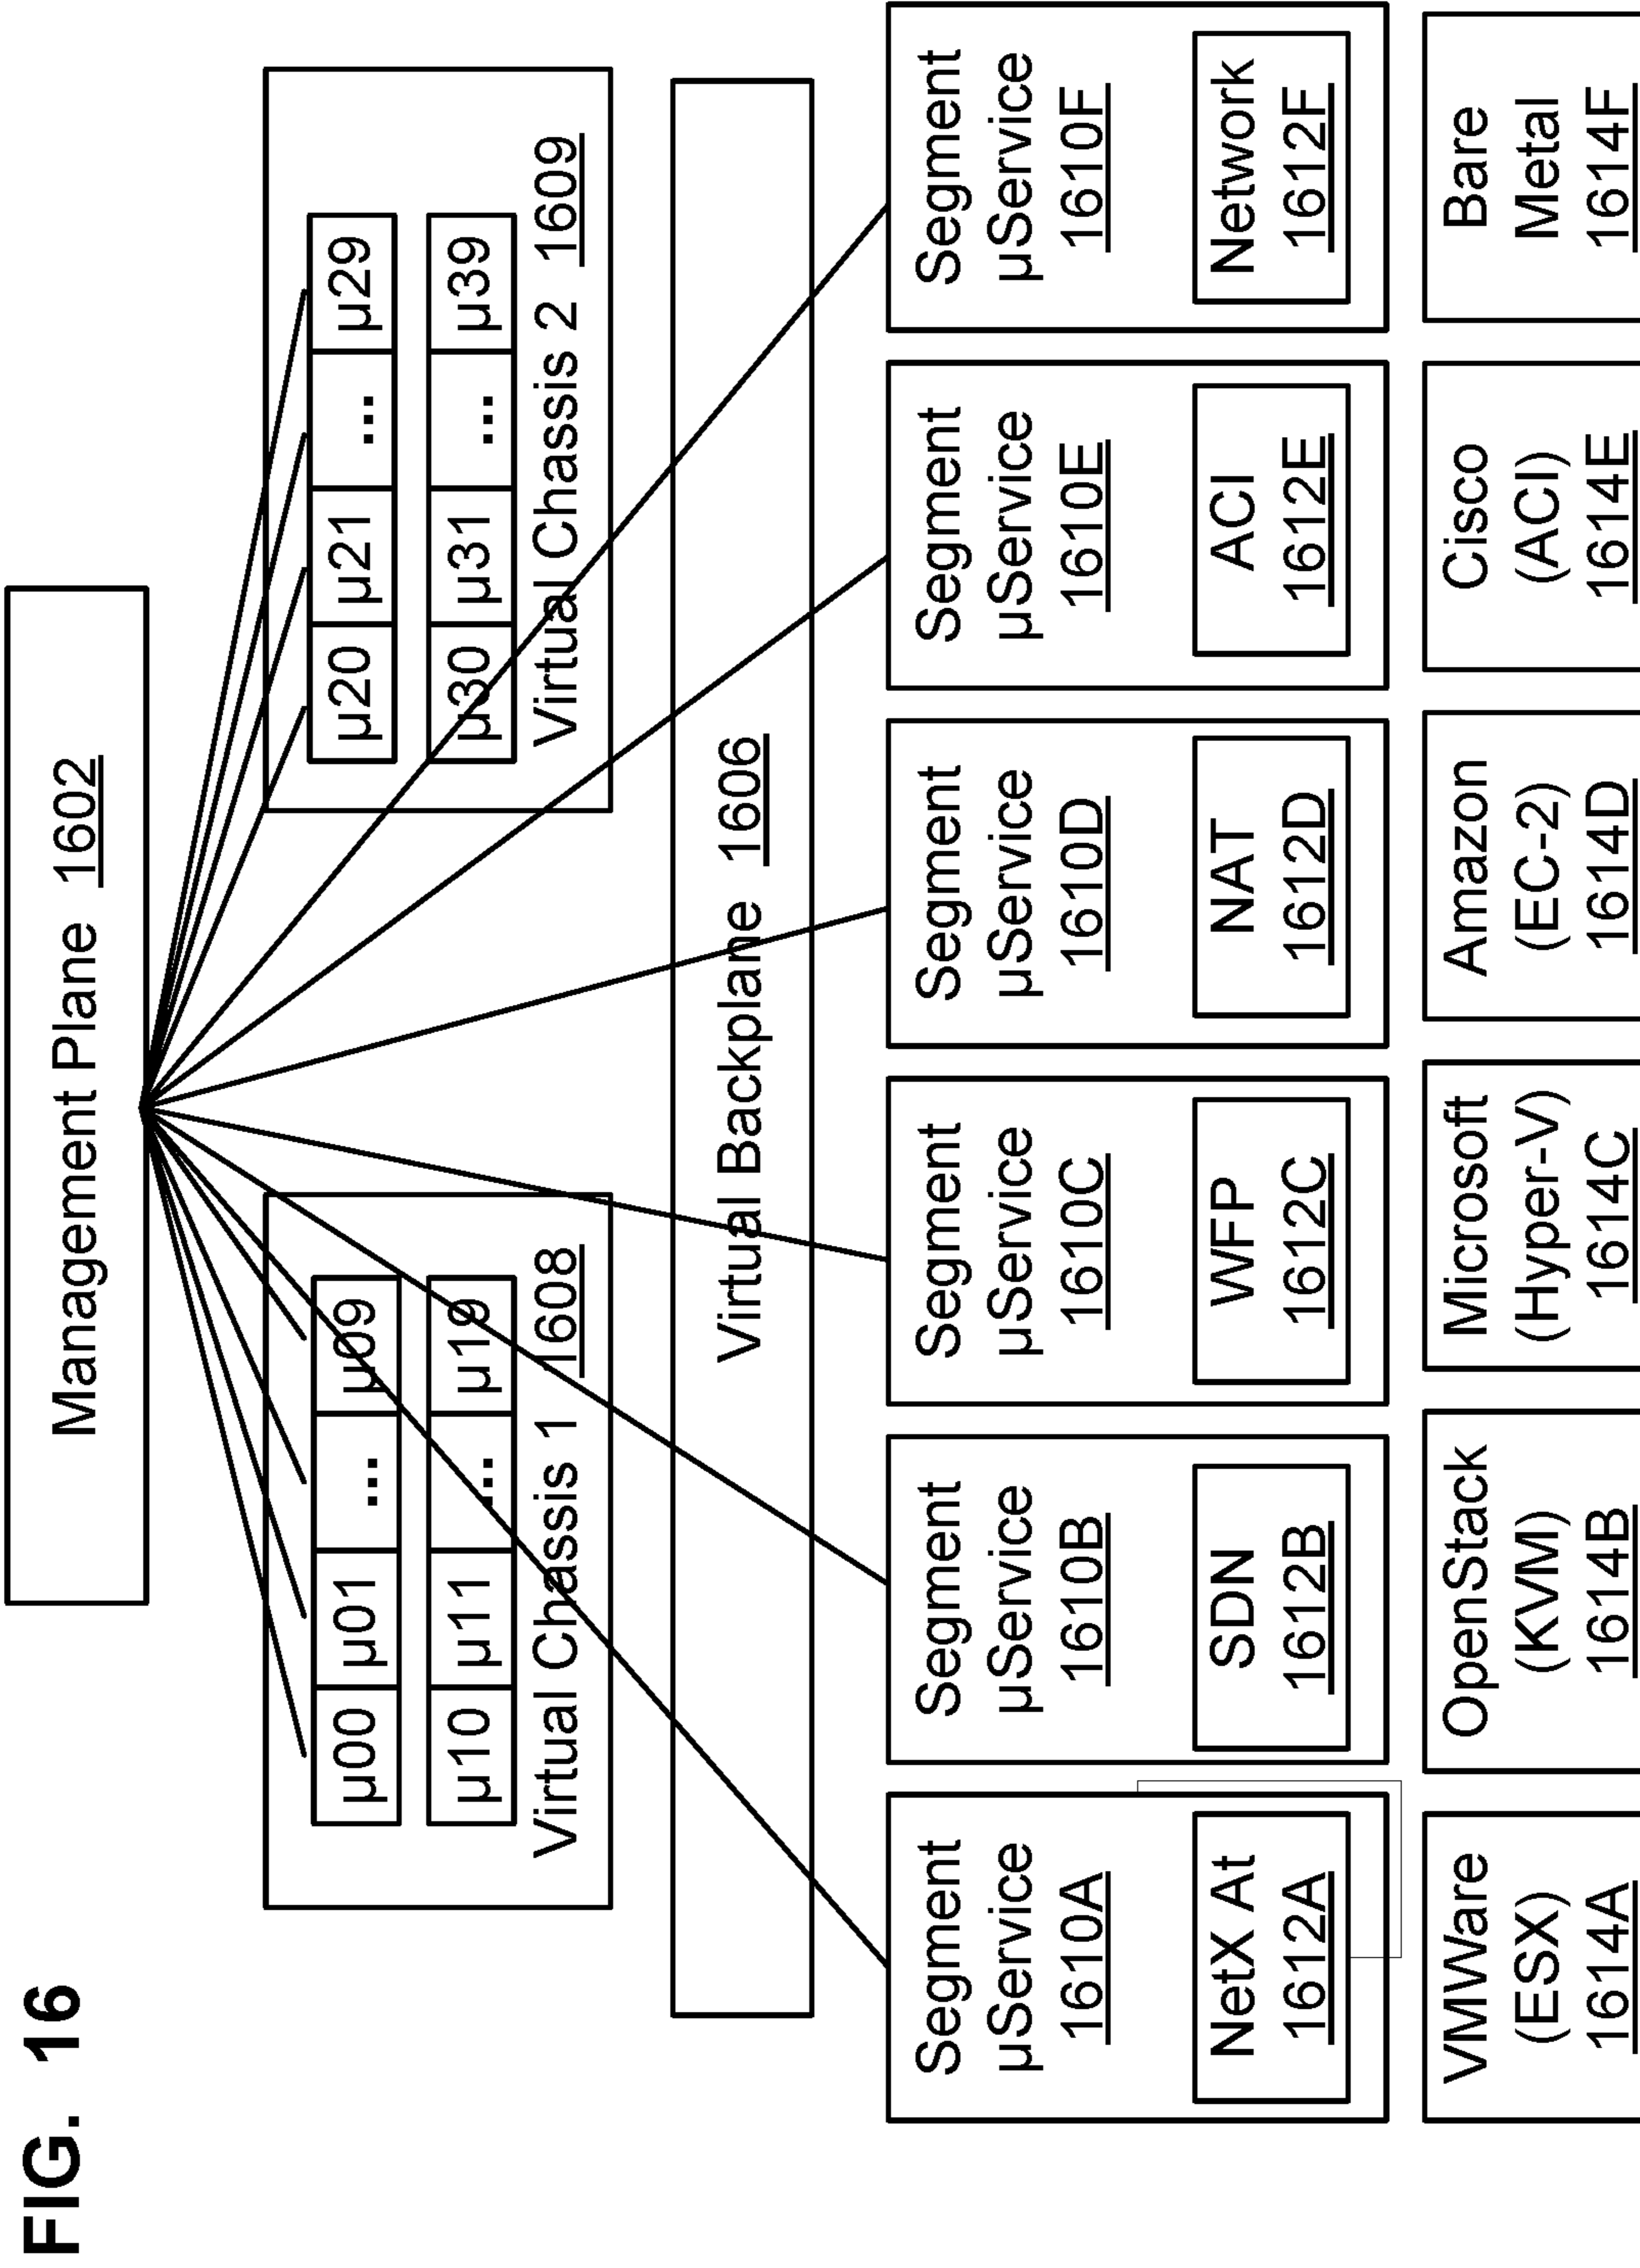 FIG. 16
Management Plane 1602
µ00 µ01 ... µ09
µ10 µ11 ... µ19
Virtual Chassis 1 1608
µ20 µ21 ... µ29
µ30 µ31 ... µ39
Virtual Chassis 2 1609
Virtual Backplane 1606
Segment
µService
1610A
NetX At
1612A
Segment
µService
1610B
SDN
1612B
Segment
µService
1610C
WFP
1612C
Segment
µService
1610D
NAT
1612D
Segment
µService
1610E
ACI
1612E
Segment
µService
1610F
Network
1612F
VMWare
(ESX)
1614A
OpenStack
(KVM)
1614B
Microsoft
(Hyper-V)
1614C
Amazon
(EC-2)
1614D
Cisco
(ACI)
1614E
Bare
Metal
1614F